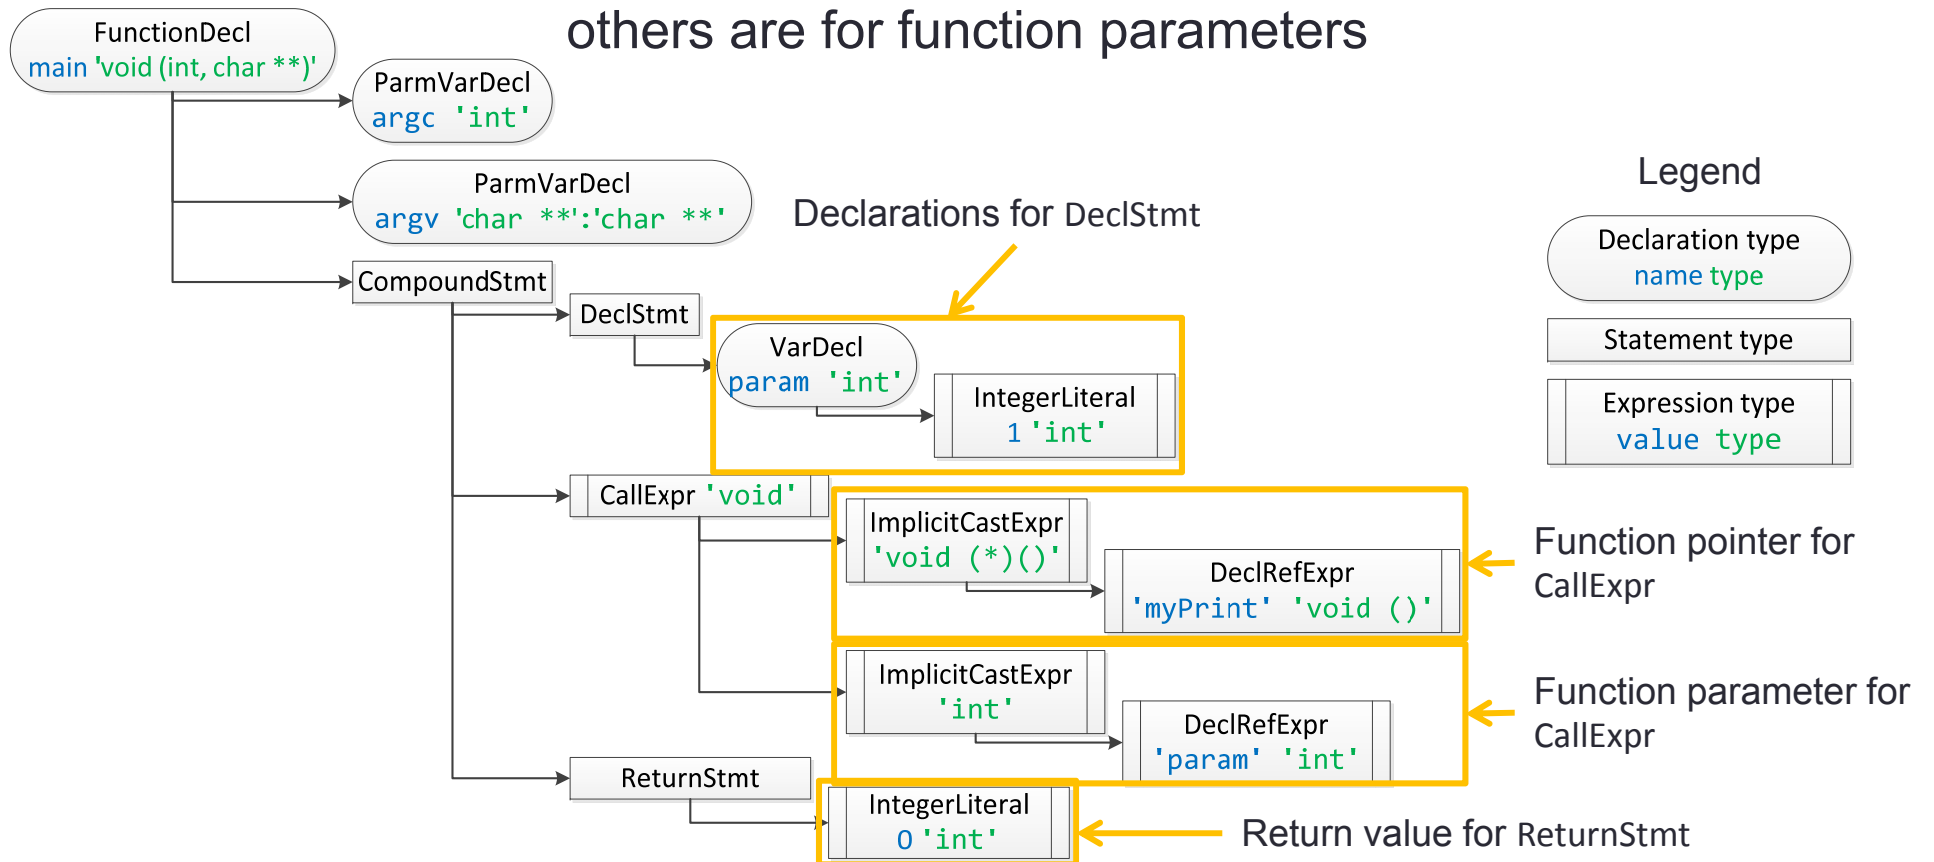 others are for function parameters
FunctionDecl
main 'void (int, char **)'
ParmVarDecl
argc 'int'
ParmVarDecl
argv 'char **':'char **'
Declarations for DeclStmt
CompoundStmt
DeclStmt
VarDecl
param 'int'
IntegerLiteral
1 'int'
CallExpr 'void'
ImplicitCastExpr
'void (*)()'
DeclRefExpr
'myPrint' 'void ()'
Function pointer for
CallExpr
ImplicitCastExpr
'int'
DeclRefExpr
'param' 'int'
Function parameter for
CallExpr
ReturnStmt
IntegerLiteral
0 'int'
Return value for ReturnStmt
Legend
Declaration type
name type
Statement type
Expression type
value type